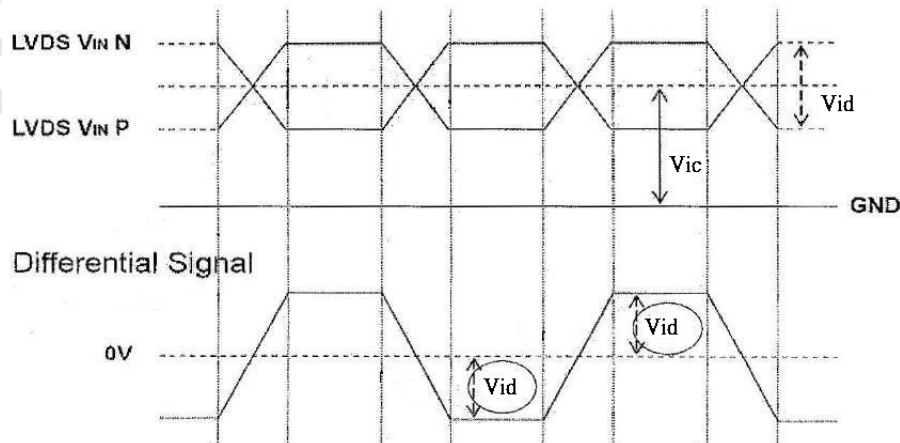 LVDS VIN N
Vid
LVDS VIN P
Vic
GND
Differential Signal
Vid
0V
Vid